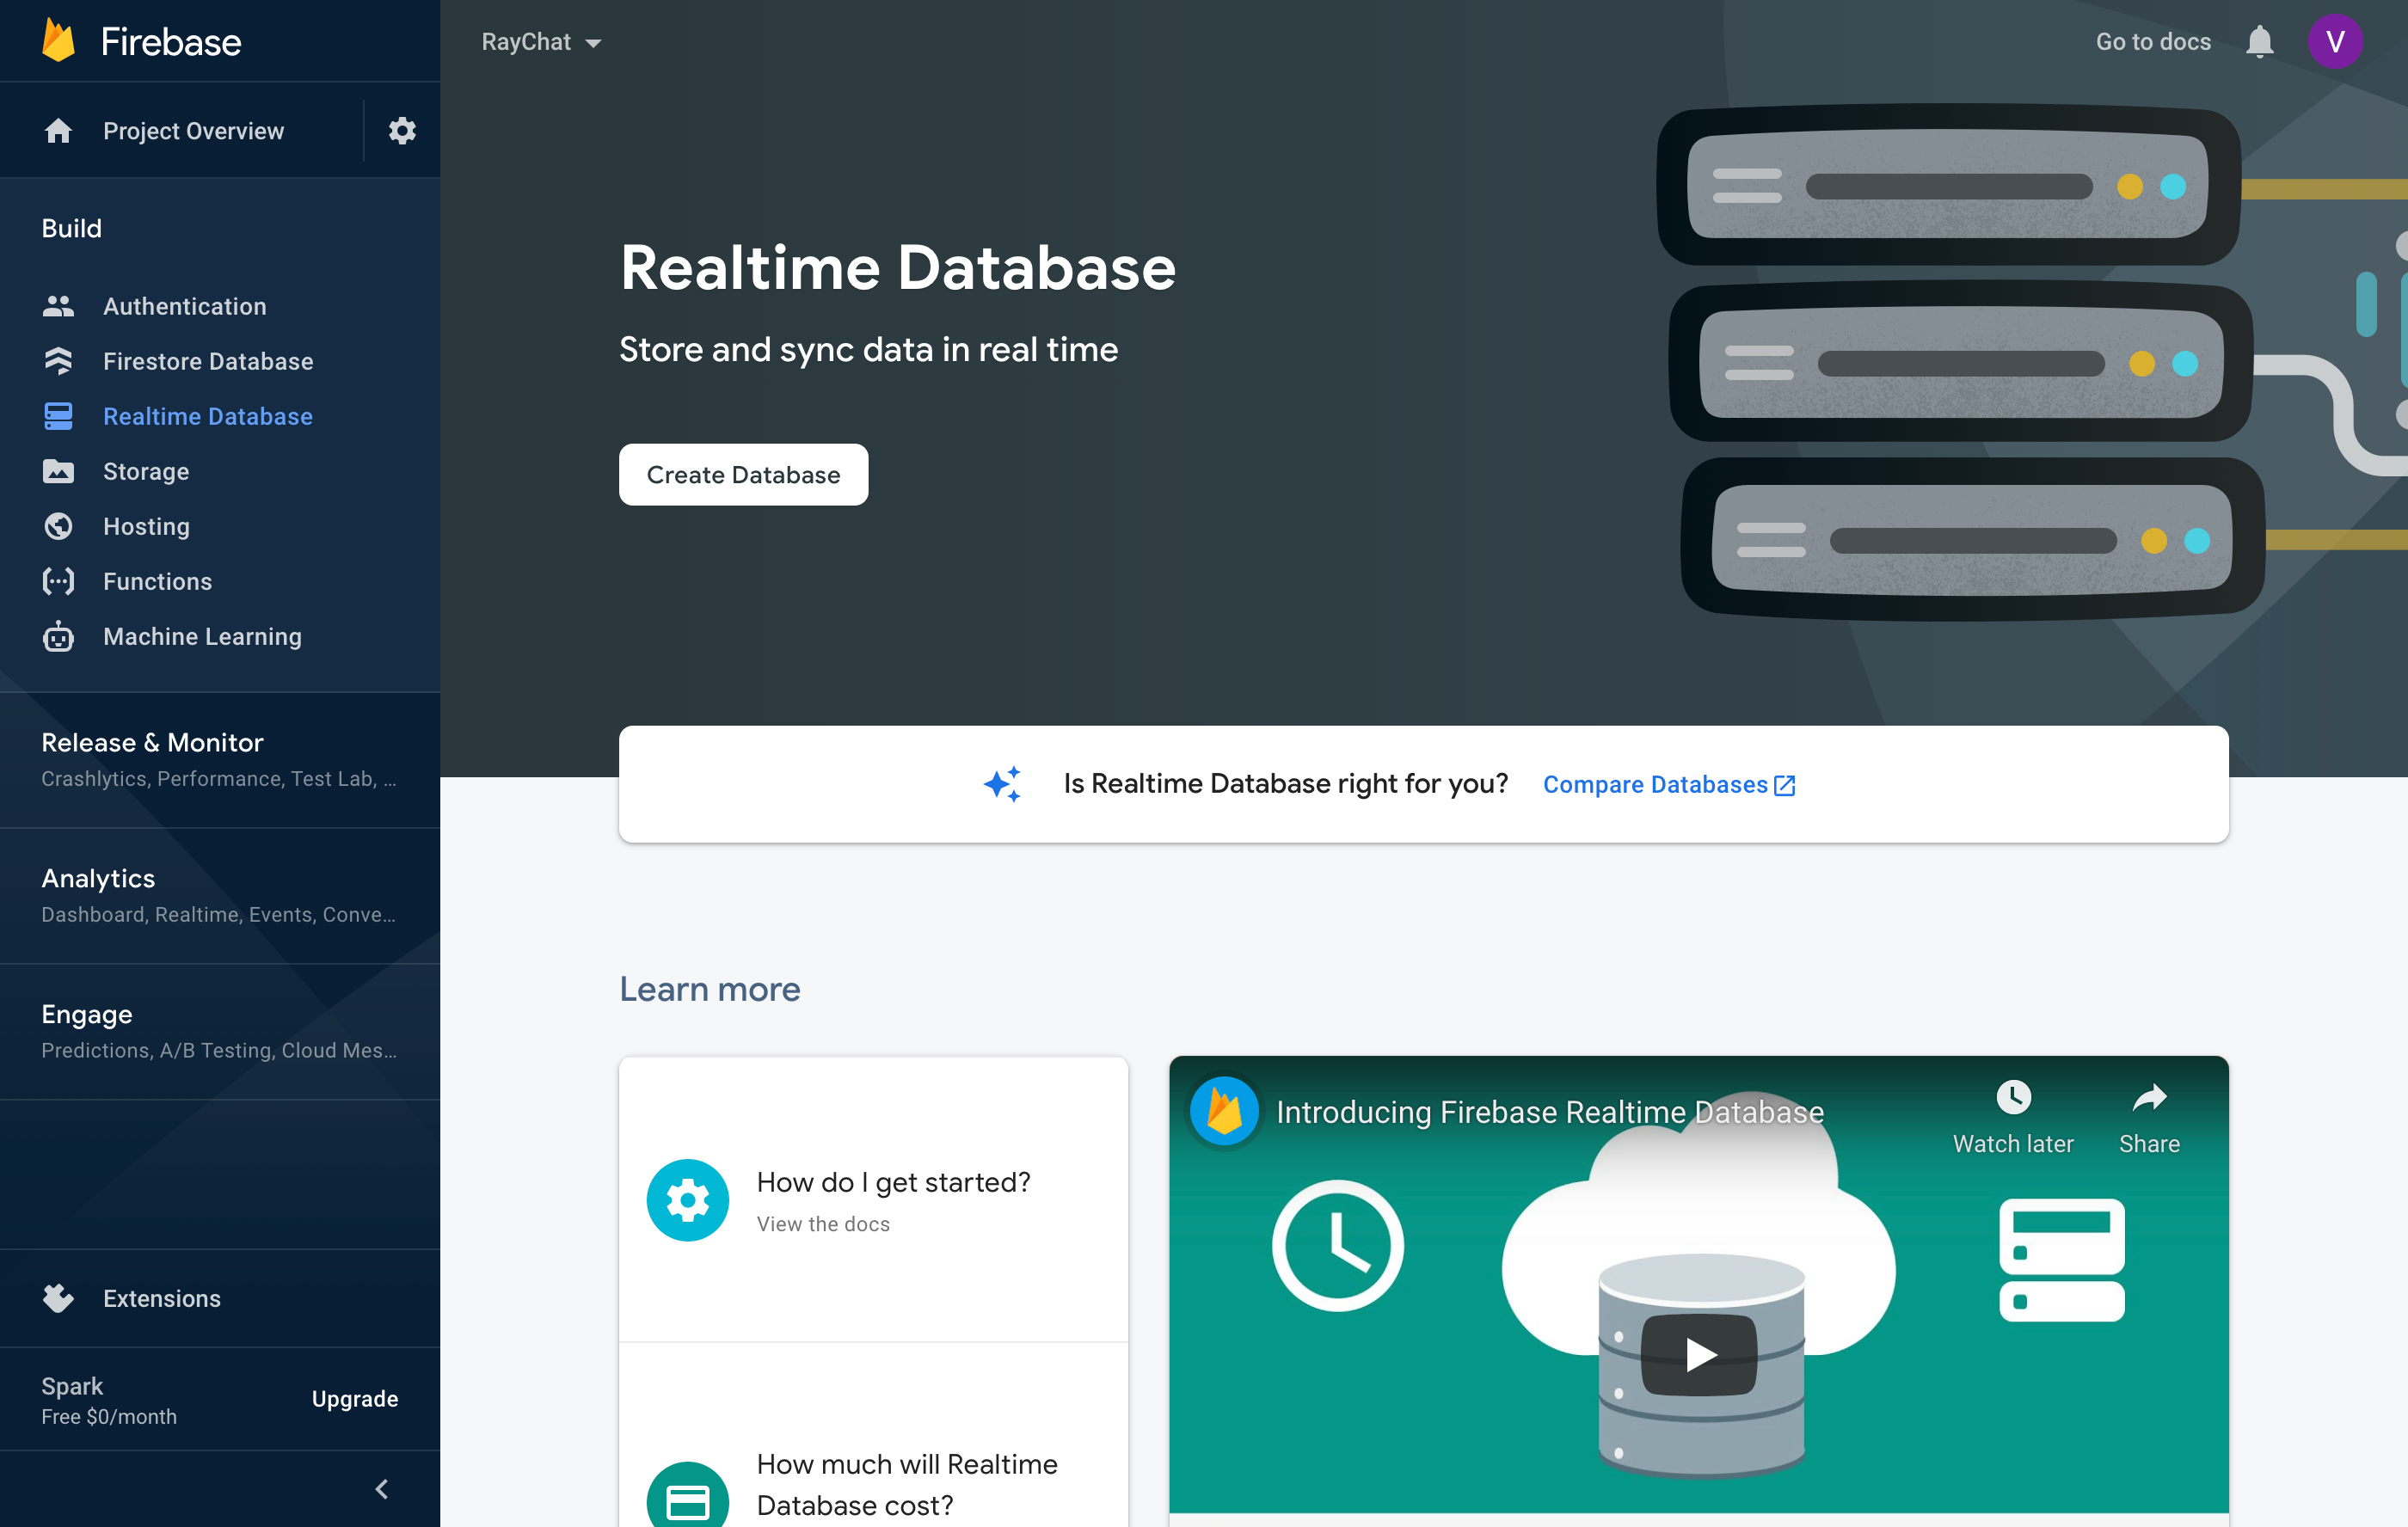 Firebase
Project Overview
Build
Authentication
Firestore Database
Realtime Database
Storage
Hosting
Functions
Machine Learning
Release & Monitor
Crashlytics, Performance, Test Lab, ...
Analytics
Dashboard, Realtime, Events, Conve...
Engage
Predictions, A/B Testing, Cloud Mes...
Extensions
Spark
Free $0/month
Upgrade
RayChat
Go to docs
V
Realtime Database
Store and sync data in real time
Create Database
Is Realtime Database right for you? Compare Databases
Learn more
How do I get started?
View the docs
How much will Realtime
Database cost?
Introducing Firebase Realtime Database
Watch later
Share